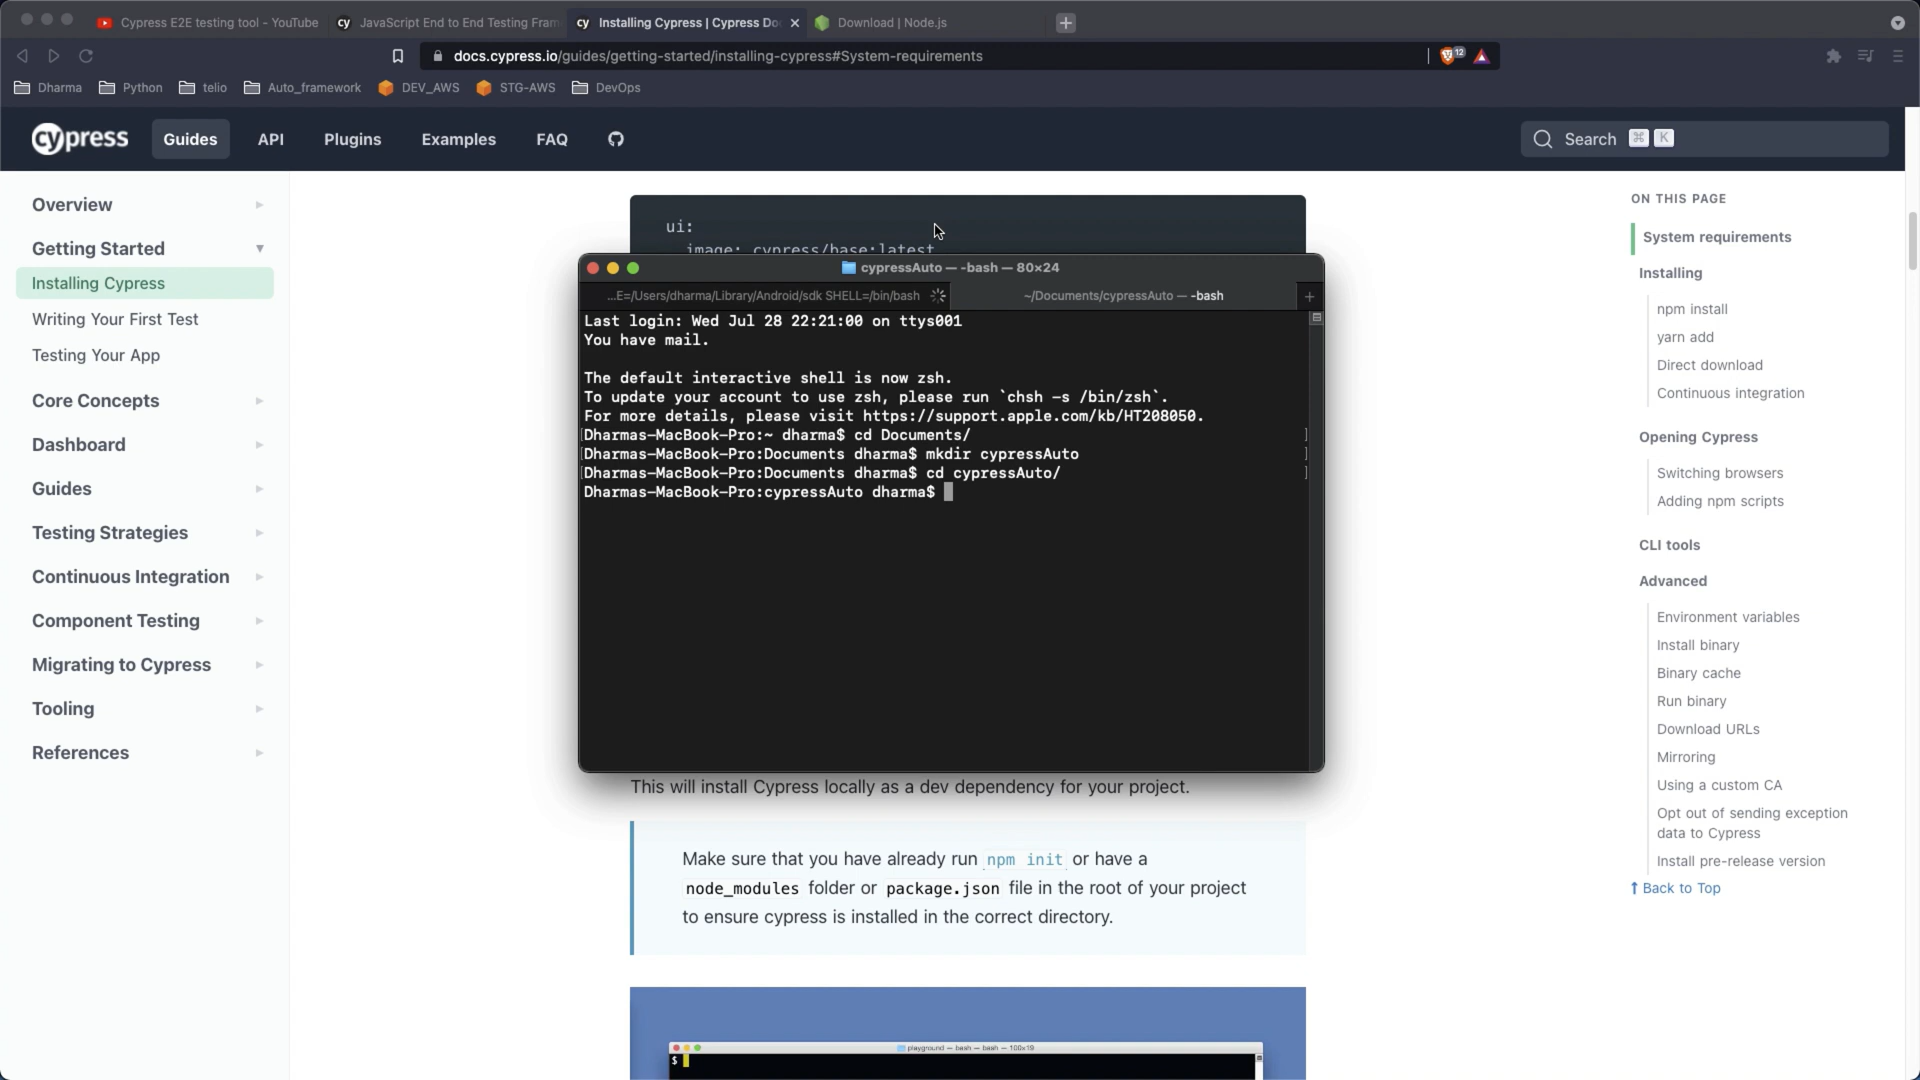 Cypress E2E testing tool - YouTube
cy JavaScript End to End Testing Fram
cy Installing Cypress | Cypress Do
Download | Node.js
docs.cypress.io/guides/getting-started/installing-cypress#System-requirements
12
Dharma
Python
telio
Auto_framework
DEV_AWS
STG-AWS
DevOps
cypress
Guides
API
Plugins
Examples
FAQ
Search ⌘ K
Overview
Getting Started
Installing Cypress
Writing Your First Test
Testing Your App
Core Concepts
Dashboard
Guides
Testing Strategies
Continuous Integration
Component Testing
Migrating to Cypress
Tooling
References
ui:
image: cypress/base:latest
cypressAuto — -bash — 80×24
...E=/Users/dharma/Library/Android/sdk SHELL=/bin/bash
~/Documents/cypressAuto — -bash
Last login: Wed Jul 28 22:21:00 on ttys001
You have mail.
The default interactive shell is now zsh.
To update your account to use zsh, please run `chsh -s /bin/zsh`.
For more details, please visit https://support.apple.com/kb/HT208050.
[Dharmas-MacBook-Pro:~ dharma$ cd Documents/ ]
[Dharmas-MacBook-Pro:Documents dharma$ mkdir cypressAuto ]
[Dharmas-MacBook-Pro:Documents dharma$ cd cypressAuto/ ]
Dharmas-MacBook-Pro:cypressAuto dharma$
This will install Cypress locally as a dev dependency for your project.
Make sure that you have already run npm init or have a
node_modules folder or package.json file in the root of your project
to ensure cypress is installed in the correct directory.
playground — bash — bash — 100×19
$
ON THIS PAGE
System requirements
Installing
npm install
yarn add
Direct download
Continuous integration
Opening Cypress
Switching browsers
Adding npm scripts
CLI tools
Advanced
Environment variables
Install binary
Binary cache
Run binary
Download URLs
Mirroring
Using a custom CA
Opt out of sending exception
data to Cypress
Install pre-release version
↑ Back to Top